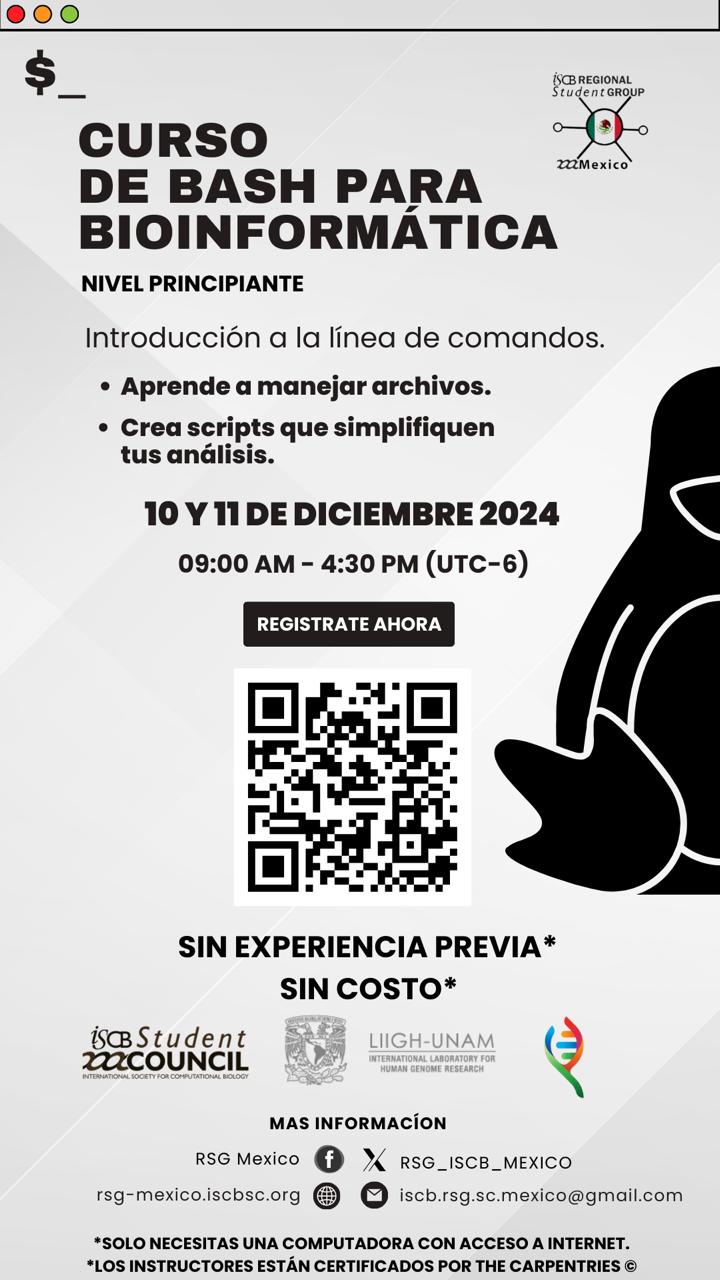 $_
iSCB REGIONAL
Student GROUP
Mexico
CURSO
DE BASH PARA
BIOINFORMÁTICA
NIVEL PRINCIPIANTE
Introducción a la línea de comandos.
• Aprende a manejar archivos.
• Crea scripts que simplifiquen
tus análisis.
10 Y 11 DE DICIEMBRE 2024
09:00 AM - 4:30 PM (UTC-6)
REGISTRATE AHORA
SIN EXPERIENCIA PREVIA*
SIN COSTO*
iSCB Student
COUNCIL
INTERNATIONAL SOCIETY FOR COMPUTATIONAL BIOLOGY
LIIGH-UNAM
INTERNATIONAL LABORATORY FOR
HUMAN GENOME RESEARCH
MAS INFORMACÍON
RSG Mexico
RSG_ISCB_MEXICO
rsg-mexico.iscbsc.org
iscb.rsg.sc.mexico@gmail.com
*SOLO NECESITAS UNA COMPUTADORA CON ACCESO A INTERNET.
*LOS INSTRUCTORES ESTÁN CERTIFICADOS POR THE CARPENTRIES ©